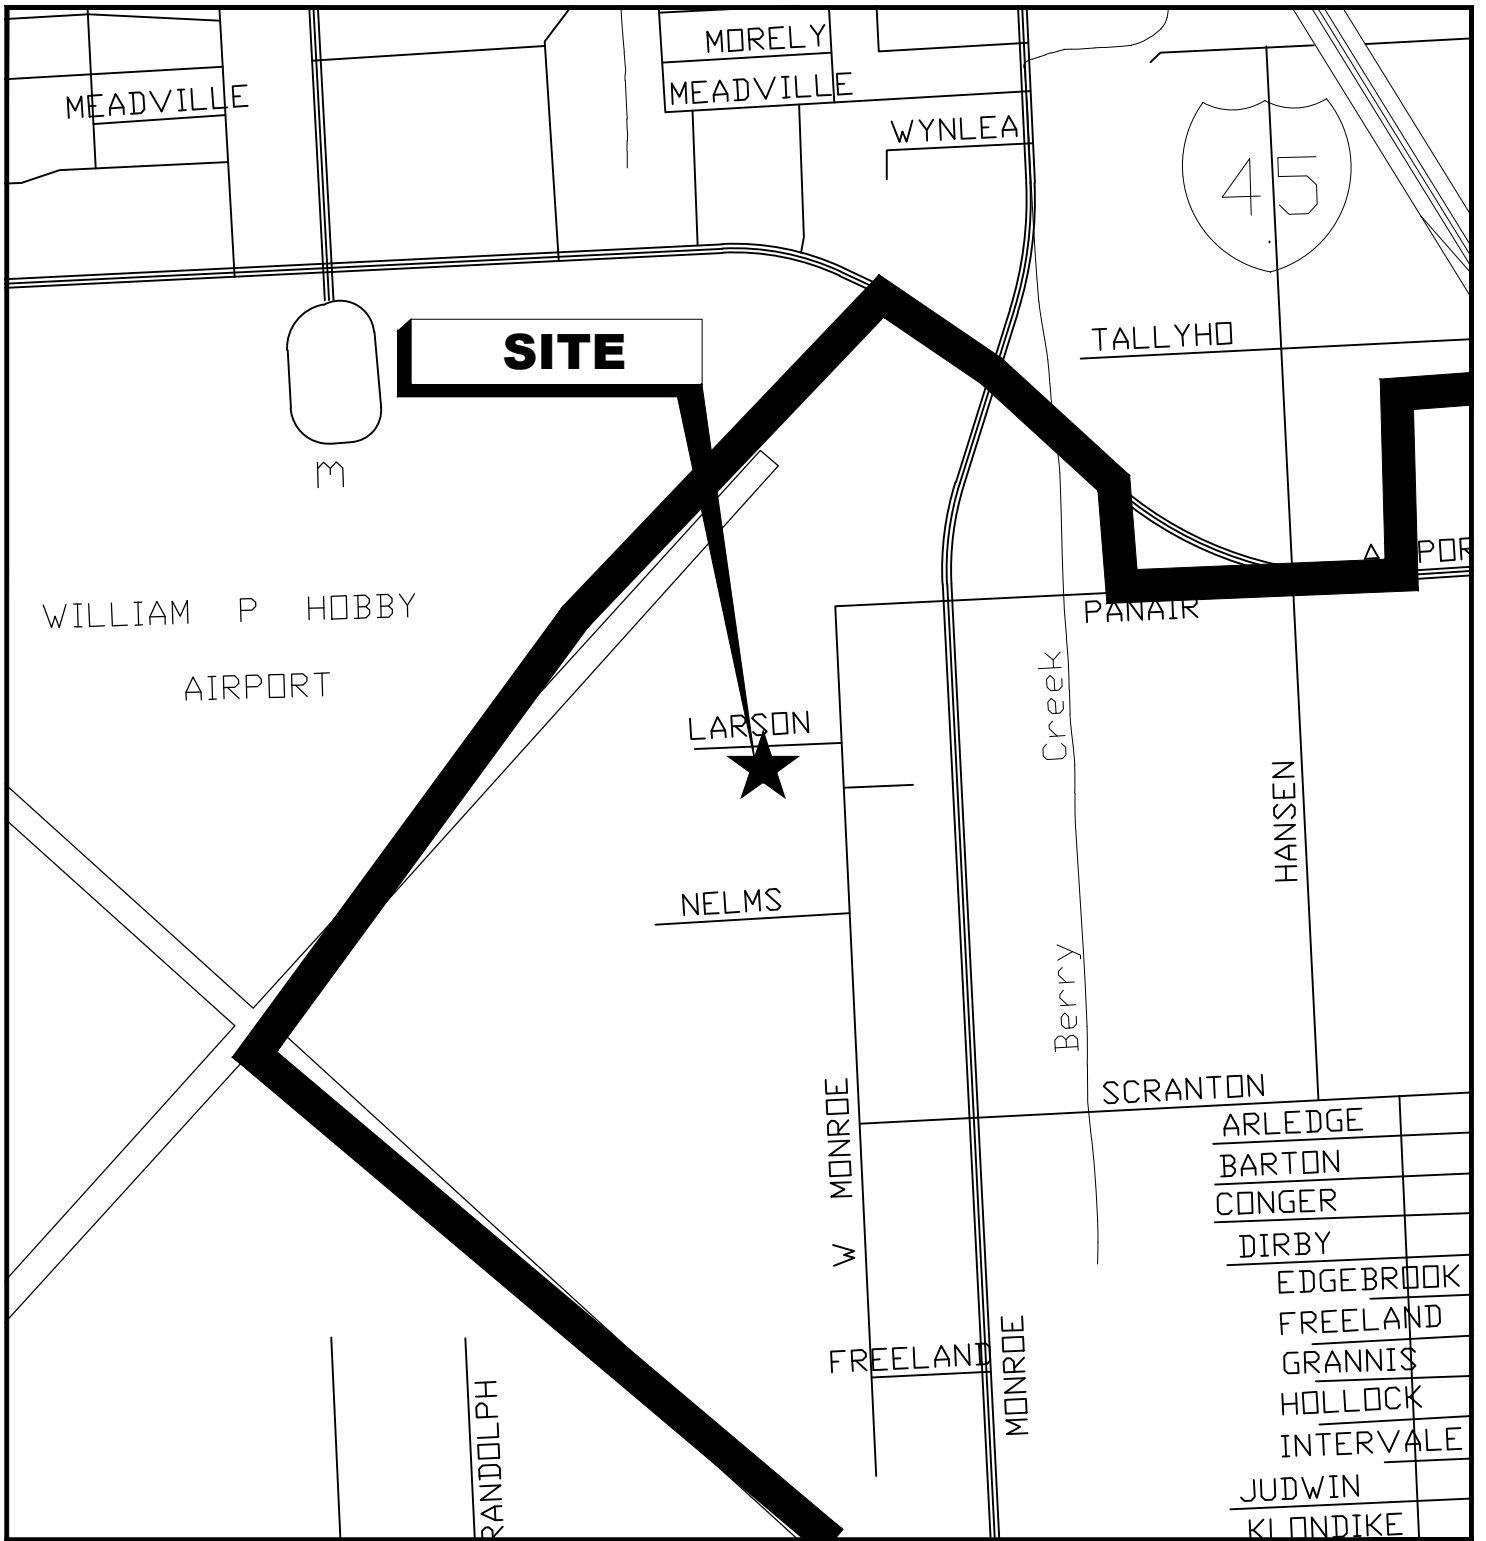 MORELY
MEADVILLE
MEADVILLE
WYNLEA
45
TALLYHO
SITE
M
WILLIAM P HOBBY
AIRPORT
PANAIR
LARSON
Creek
HANSEN
NELMS
Berry
SCRANTON
ARLEDGE
BARTON
CONGER
DIRBY
EDGEBROOK
FREELAND
GRANNIS
HOLLOCK
INTERVALE
JUDWIN
KLONDIKE
W MONROE
FREELAND
MONROE
RANDOLPH